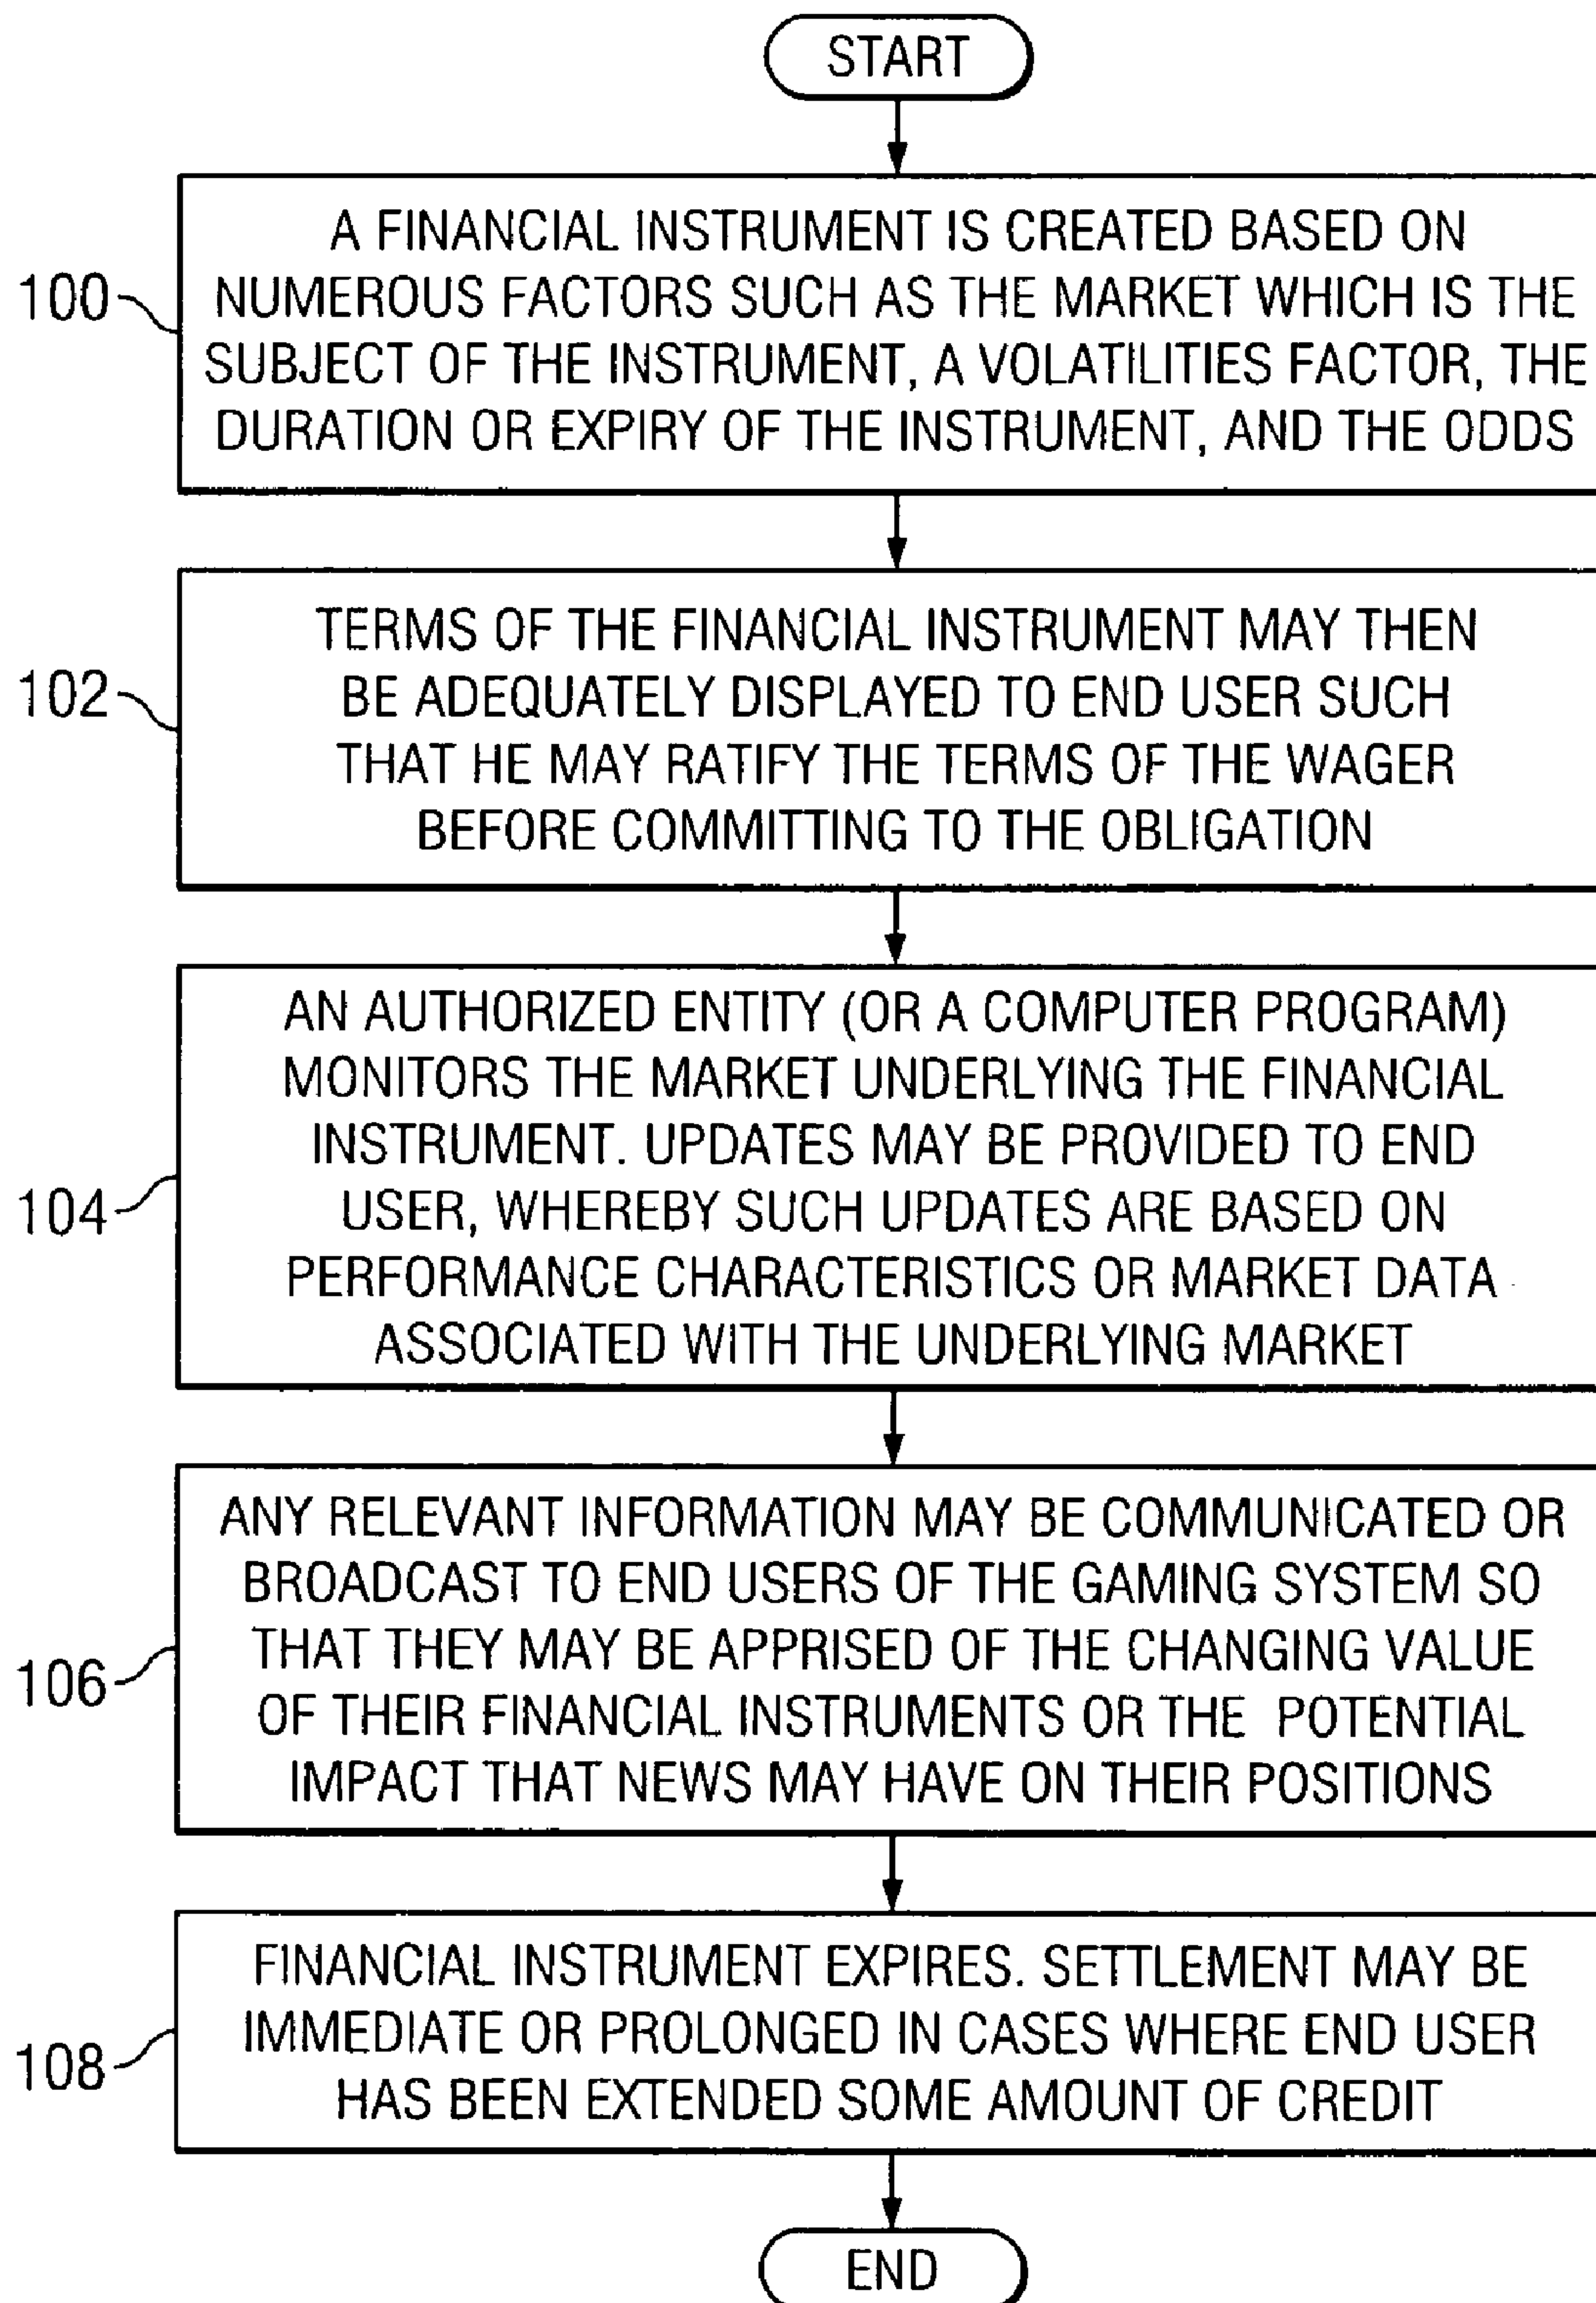 START
A FINANCIAL INSTRUMENT IS CREATED BASED ON
100 NUMEROUS FACTORS SUCH AS THE MARKET WHICH IS THE
SUBJECT OF THE INSTRUMENT, A VOLATILITIES FACTOR, THE
DURATION OR EXPIRY OF THE INSTRUMENT, AND THE ODDS
TERMS OF THE FINANCIAL INSTRUMENT MAY THEN
102 BE ADEQUATELY DISPLAYED TO END USER SUCH
THAT HE MAY RATIFY THE TERMS OF THE WAGER
BEFORE COMMITTING TO THE OBLIGATION
AN AUTHORIZED ENTITY (OR A COMPUTER PROGRAM)
MONITORS THE MARKET UNDERLYING THE FINANCIAL
INSTRUMENT. UPDATES MAY BE PROVIDED TO END
104 USER, WHEREBY SUCH UPDATES ARE BASED ON
PERFORMANCE CHARACTERISTICS OR MARKET DATA
ASSOCIATED WITH THE UNDERLYING MARKET
ANY RELEVANT INFORMATION MAY BE COMMUNICATED OR
BROADCAST TO END USERS OF THE GAMING SYSTEM SO
THAT THEY MAY BE APPRISED OF THE CHANGING VALUE
106 OF THEIR FINANCIAL INSTRUMENTS OR THE POTENTIAL
IMPACT THAT NEWS MAY HAVE ON THEIR POSITIONS
FINANCIAL INSTRUMENT EXPIRES. SETTLEMENT MAY BE
108 IMMEDIATE OR PROLONGED IN CASES WHERE END USER
HAS BEEN EXTENDED SOME AMOUNT OF CREDIT
END